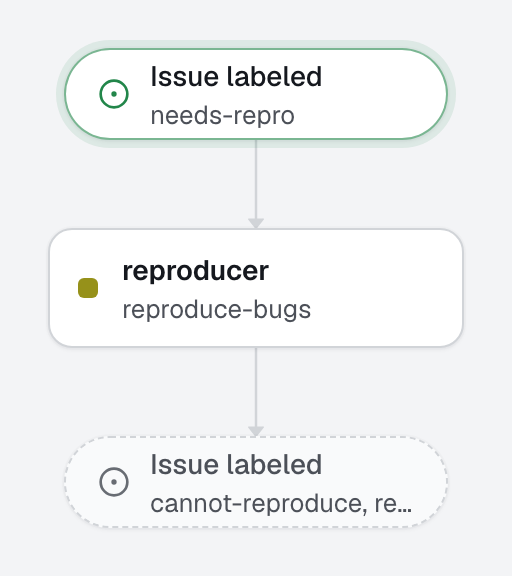 Issue labeled
needs-repro
reproducer
reproduce-bugs
Issue labeled
cannot-reproduce, re…